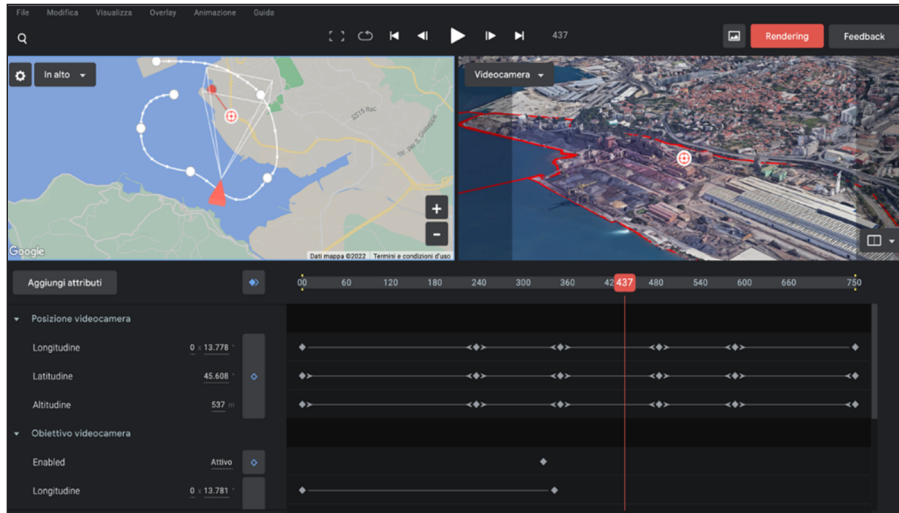 File Modifica Visualizza Overlay Animazione Guida
437 Rendering Feedback
In alto
Videocamera
Google
Dati mappa ©2022 Termini e condizioni d'uso
Aggiungi attributi
00 60 120 180 240 300 360 42 437 480 540 600 660 750
Posizione videocamera
Longitudine 0 x 13.778 °
Latitudine 45.608 °
Altitudine 537 m
Obiettivo videocamera
Enabled Attivo
Longitudine 0 x 13.781 °